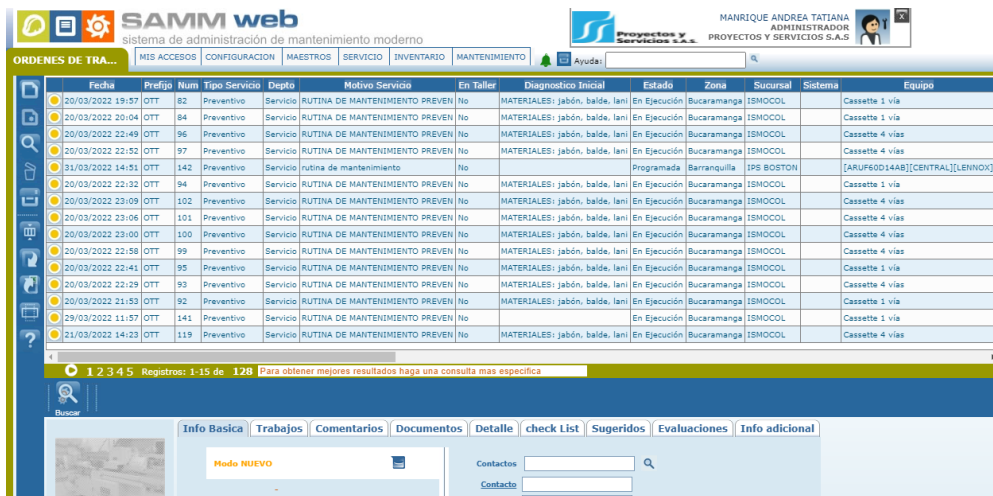 SAMM web
sistema de administración de mantenimiento moderno
Proyectos y
Servicios S.A.S.
MANRIQUE ANDREA TATIANA
ADMINISTRADOR
PROYECTOS Y SERVICIOS S.A.S
X
ORDENES DE TRA... MIS ACCESOS CONFIGURACION MAESTROS SERVICIO INVENTARIO MANTENIMIENTO Ayuda:
Fecha Prefijo Num Tipo Servicio Depto Motivo Servicio En Taller Diagnostico Inicial Estado Zona Sucursal Sistema Equipo
20/03/2022 19:57 OTT 82 Preventivo Servicio RUTINA DE MANTENIMIENTO PREVEN No MATERIALES: jabón, balde, lani En Ejecución Bucaramanga ISMOCOL Cassette 1 vía
20/03/2022 20:04 OTT 84 Preventivo Servicio RUTINA DE MANTENIMIENTO PREVEN No MATERIALES: jabón, balde, lani En Ejecución Bucaramanga ISMOCOL Cassette 1 vía
20/03/2022 22:49 OTT 96 Preventivo Servicio RUTINA DE MANTENIMIENTO PREVEN No MATERIALES: jabón, balde, lani En Ejecución Bucaramanga ISMOCOL Cassette 4 vías
20/03/2022 22:52 OTT 97 Preventivo Servicio RUTINA DE MANTENIMIENTO PREVEN No MATERIALES: jabón, balde, lani En Ejecución Bucaramanga ISMOCOL Cassette 4 vías
31/03/2022 14:51 OTT 142 Preventivo Servicio rutina de mantenimiento No Programada Barranquilla IPS BOSTON [ARUF60D14AB][CENTRAL][LENNOX]
20/03/2022 22:32 OTT 94 Preventivo Servicio RUTINA DE MANTENIMIENTO PREVEN No MATERIALES: jabón, balde, lani En Ejecución Bucaramanga ISMOCOL Cassette 1 vía
20/03/2022 23:09 OTT 102 Preventivo Servicio RUTINA DE MANTENIMIENTO PREVEN No MATERIALES: jabón, balde, lani En Ejecución Bucaramanga ISMOCOL Cassette 4 vías
20/03/2022 23:06 OTT 101 Preventivo Servicio RUTINA DE MANTENIMIENTO PREVEN No MATERIALES: jabón, balde, lani En Ejecución Bucaramanga ISMOCOL Cassette 4 vías
20/03/2022 23:00 OTT 100 Preventivo Servicio RUTINA DE MANTENIMIENTO PREVEN No MATERIALES: jabón, balde, lani En Ejecución Bucaramanga ISMOCOL Cassette 4 vías
20/03/2022 22:58 OTT 99 Preventivo Servicio RUTINA DE MANTENIMIENTO PREVEN No MATERIALES: jabón, balde, lani En Ejecución Bucaramanga ISMOCOL Cassette 4 vías
20/03/2022 22:41 OTT 95 Preventivo Servicio RUTINA DE MANTENIMIENTO PREVEN No MATERIALES: jabón, balde, lani En Ejecución Bucaramanga ISMOCOL Cassette 1 vía
20/03/2022 22:29 OTT 93 Preventivo Servicio RUTINA DE MANTENIMIENTO PREVEN No MATERIALES: jabón, balde, lani En Ejecución Bucaramanga ISMOCOL Cassette 4 vías
20/03/2022 21:53 OTT 92 Preventivo Servicio RUTINA DE MANTENIMIENTO PREVEN No MATERIALES: jabón, balde, lani En Ejecución Bucaramanga ISMOCOL Cassette 1 vía
29/03/2022 11:57 OTT 141 Preventivo Servicio RUTINA DE MANTENIMIENTO PREVEN No En Ejecución Bucaramanga ISMOCOL Cassette 1 vía
21/03/2022 14:23 OTT 119 Preventivo Servicio RUTINA DE MANTENIMIENTO PREVEN No MATERIALES: jabón, balde, lani En Ejecución Bucaramanga ISMOCOL Cassette 4 vías
1 2 3 4 5 Registros: 1-15 de 128 Para obtener mejores resultados haga una consulta mas especifica
Buscar
Info Basica Trabajos Comentarios Documentos Detalle check List Sugeridos Evaluaciones Info adicional
Modo NUEVO
Contactos
-
Contacto